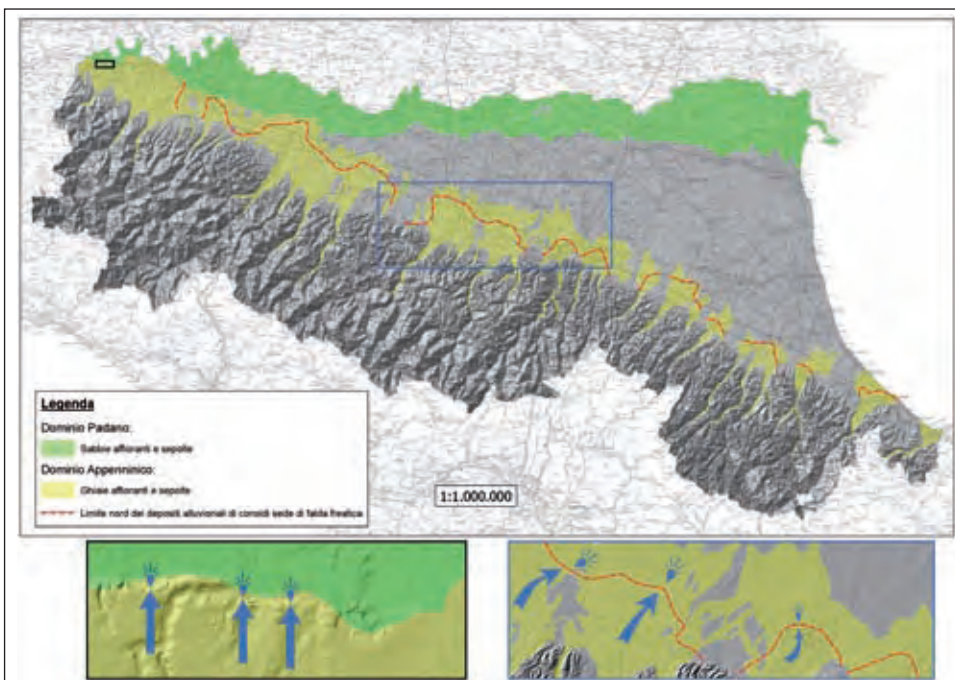 Legenda
Dominio Padano:
Sabbie affioranti e sepolte
Dominio Appenninico:
Ghiaie affioranti e sepolte
Limite nord dei depositi alluvionali di conoidi sede di falda freatica
1:1.000.000